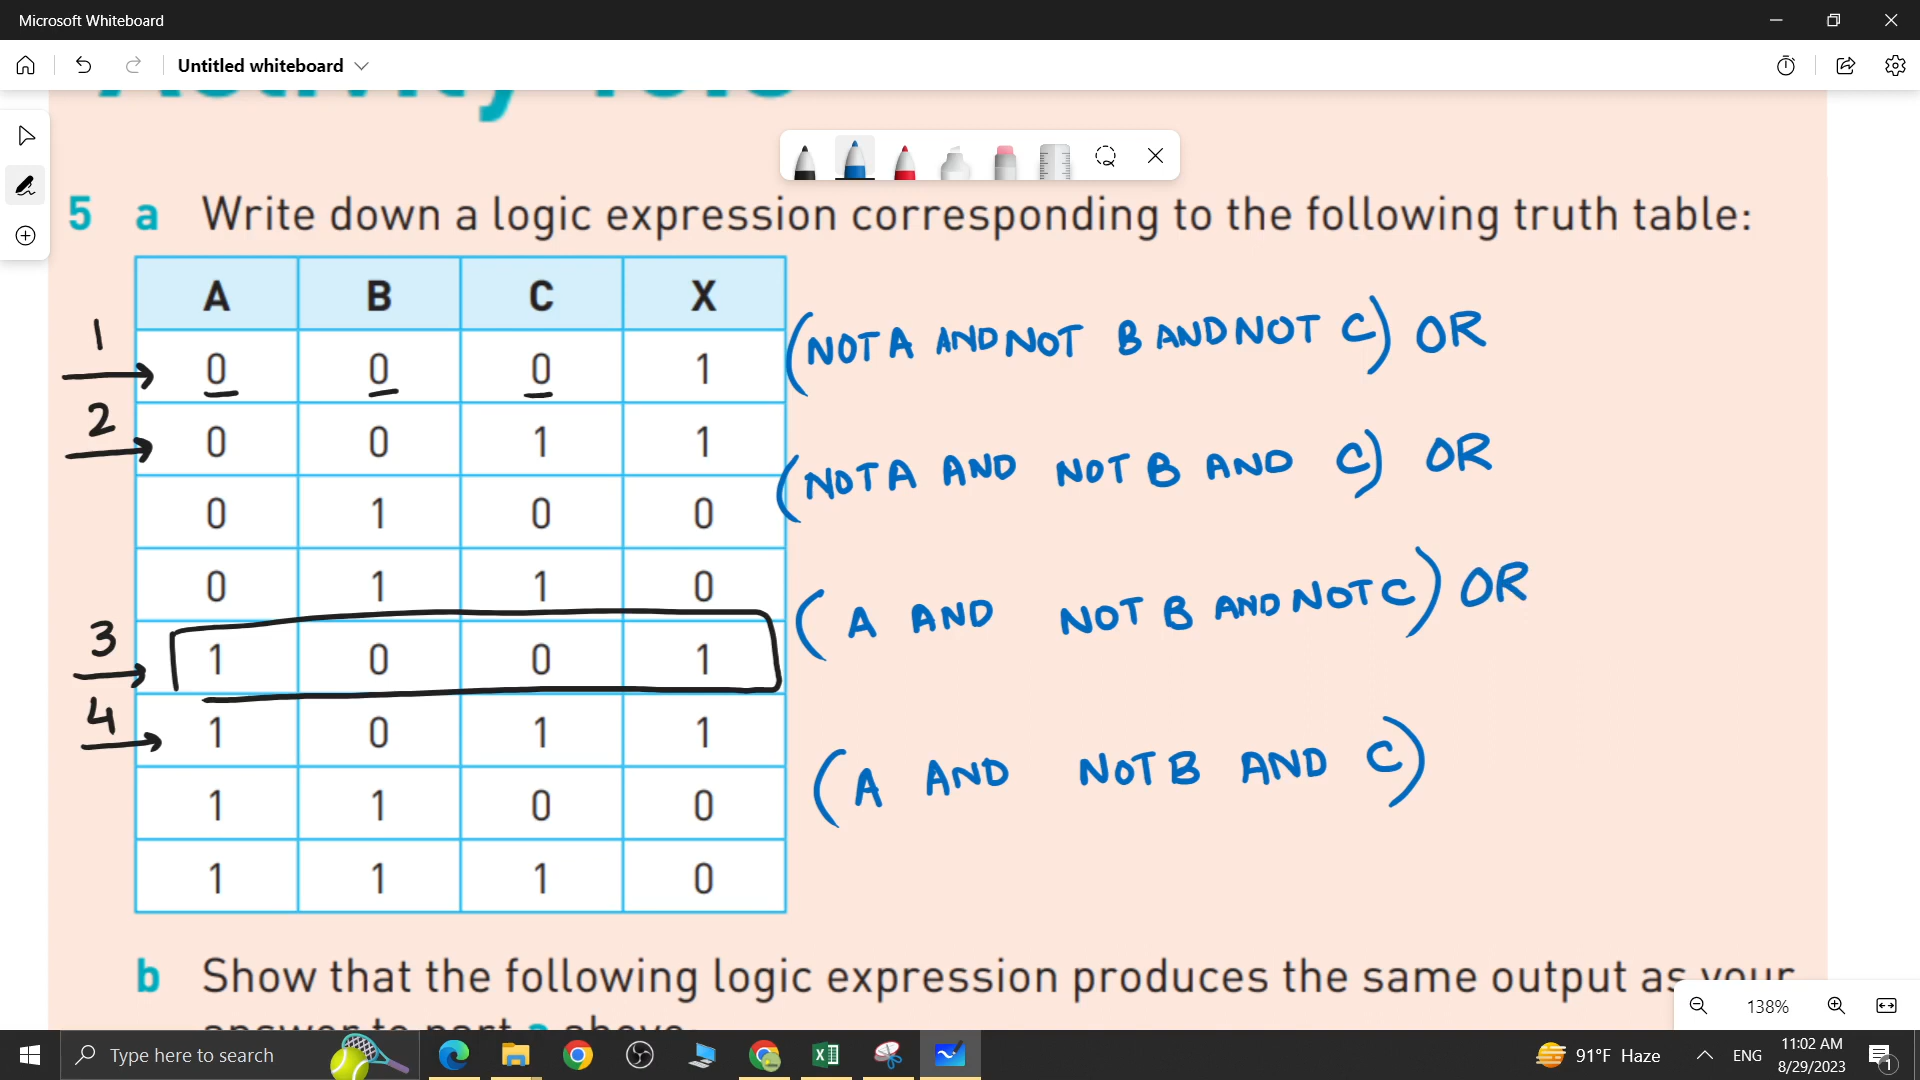 Microsoft Whiteboard
Untitled whiteboard
5 a Write down a logic expression corresponding to the following truth table:
A B C X
1 0 0 0 1 (NOT A AND NOT B AND NOT C) OR
2 0 0 1 1 (NOT A AND NOT B AND C) OR
0 1 0 0
0 1 1 0
3 1 0 0 1 (A AND NOT B AND NOT C) OR
4 1 0 1 1 (A AND NOT B AND C)
1 1 0 0
1 1 1 0
b Show that the following logic expression produces the same output as your
answer to part a above:
138%
Type here to search
91°F Haze
ENG
11:02 AM
8/29/2023
1